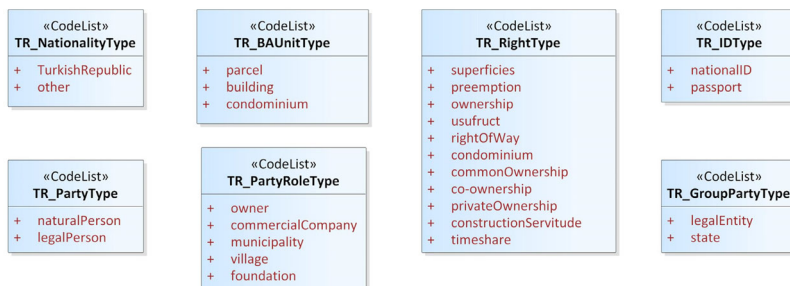 «CodeList»
TR_NationalityType
+ TurkishRepublic
+ other
«CodeList»
TR_BAUnitType
+ parcel
+ building
+ condominium
«CodeList»
TR_RightType
+ superficies
+ preemption
+ ownership
+ usufruct
+ rightOfWay
+ condominium
+ commonOwnership
+ co-ownership
+ privateOwnership
+ constructionServitude
+ timeshare
«CodeList»
TR_IDType
+ nationalID
+ passport
«CodeList»
TR_PartyType
+ naturalPerson
+ legalPerson
«CodeList»
TR_PartyRoleType
+ owner
+ commercialCompany
+ municipality
+ village
+ foundation
«CodeList»
TR_GroupPartyType
+ legalEntity
+ state